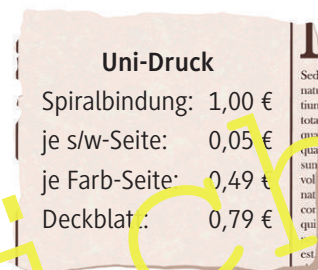 Uni-Druck
Spiralbindung: 1,00 €
je s/w-Seite: 0,05 €
je Farb-Seite: 0,49 €
Deckblatt: 0,79 €